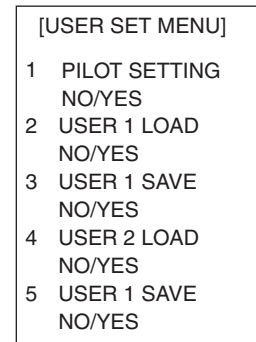 [USER SET MENU]
1 PILOT SETTING
NO/YES
2 USER 1 LOAD
NO/YES
3 USER 1 SAVE
NO/YES
4 USER 2 LOAD
NO/YES
5 USER 1 SAVE
NO/YES